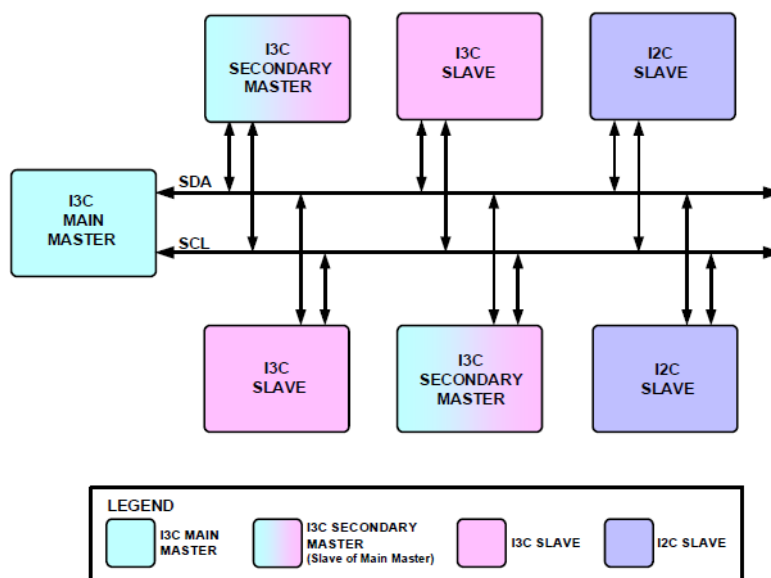 I3C
SECONDARY
MASTER
I3C
SLAVE
I2C
SLAVE
I3C
MAIN
MASTER
SDA
SCL
I3C
SLAVE
I3C
SECONDARY
MASTER
I2C
SLAVE
LEGEND
I3C MAIN
MASTER
I3C SECONDARY
MASTER
(Slave of Main Master)
I3C SLAVE
I2C SLAVE